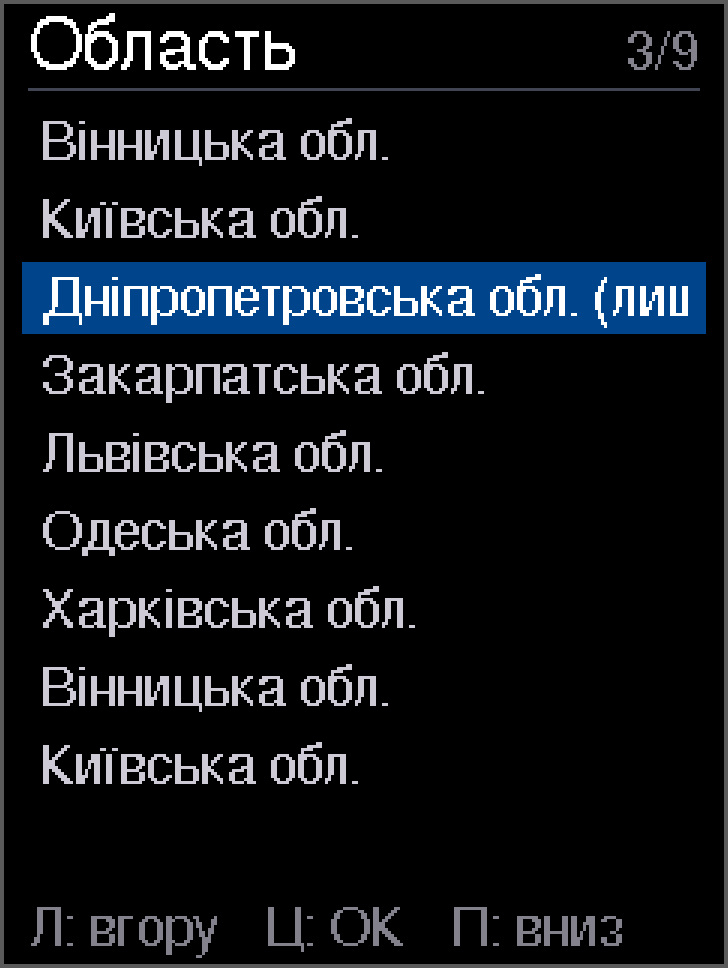 Область 3/9
Вінницька обл.
Київська обл.
Дніпропетровська обл. (лиш
Закарпатська обл.
Львівська обл.
Одеська обл.
Харківська обл.
Вінницька обл.
Київська обл.
Л: вгору Ц: ОК П: вниз